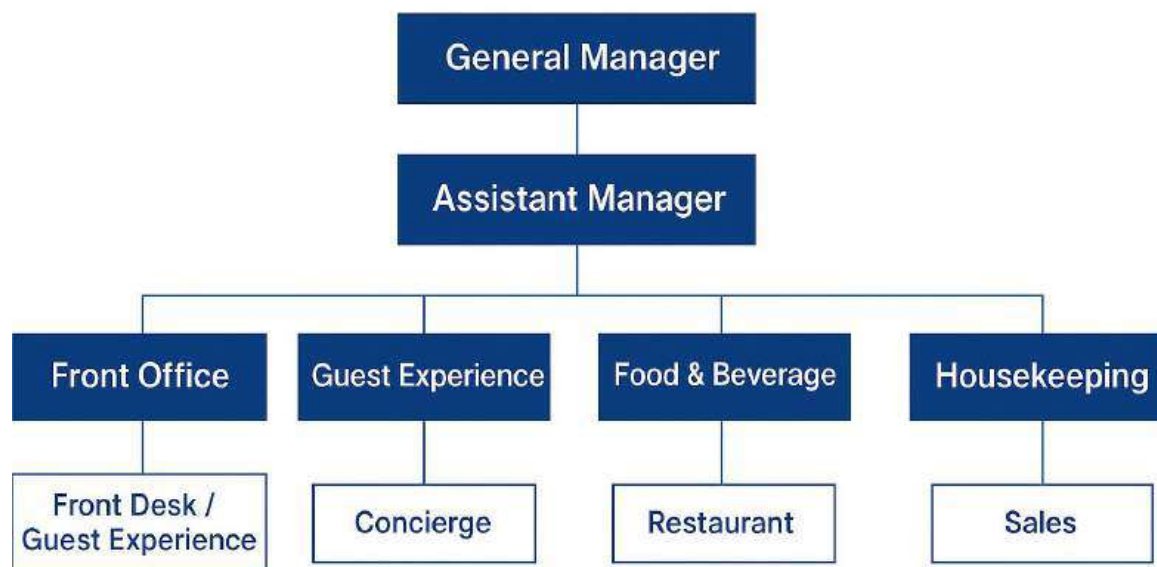 General Manager
Assistant Manager
Front Office
Guest Experience
Food & Beverage
Housekeeping
Front Desk /
Guest Experience
Concierge
Restaurant
Sales